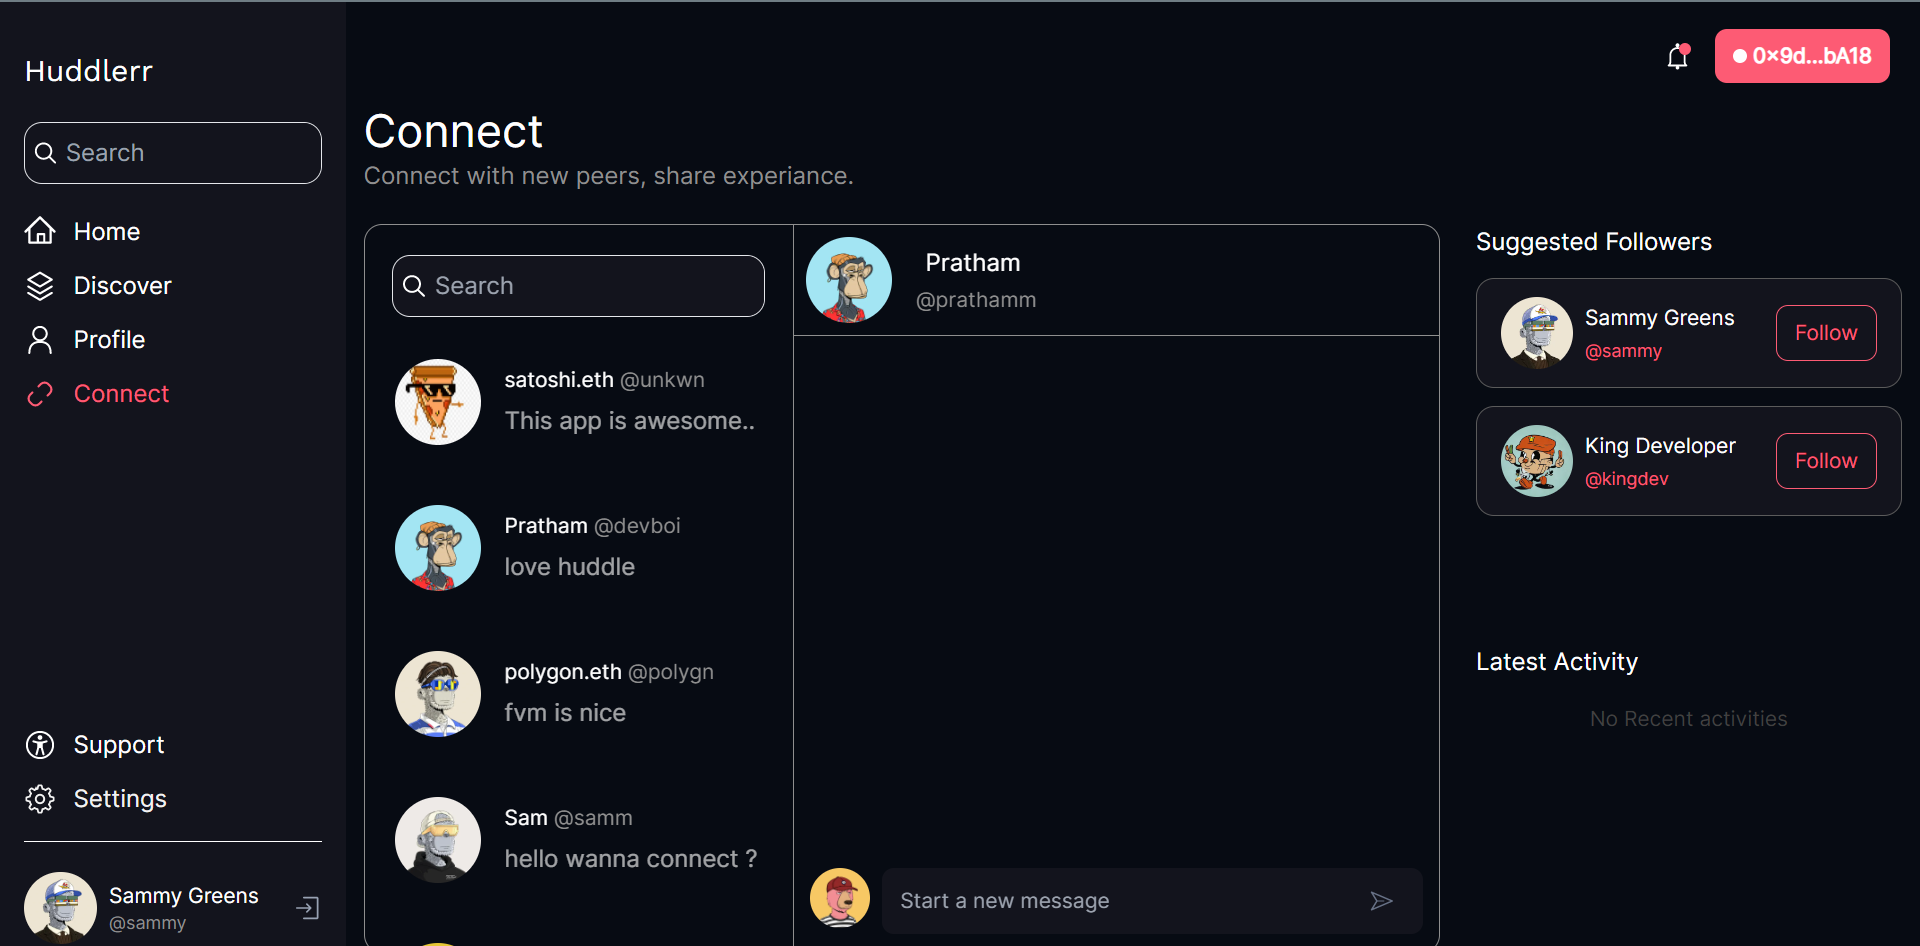 Huddlerr
Search
Home
Discover
Profile
Connect
Support
Settings
Sammy Greens
@sammy
0×9d...bA18
Connect
Connect with new peers, share experiance.
Search
satoshi.eth @unkwn
This app is awesome..
Pratham @devboi
love huddle
polygon.eth @polygn
fvm is nice
Sam @samm
hello wanna connect ?
Pratham
@prathamm
Start a new message
Suggested Followers
Sammy Greens
@sammy
Follow
King Developer
@kingdev
Follow
Latest Activity
No Recent activities